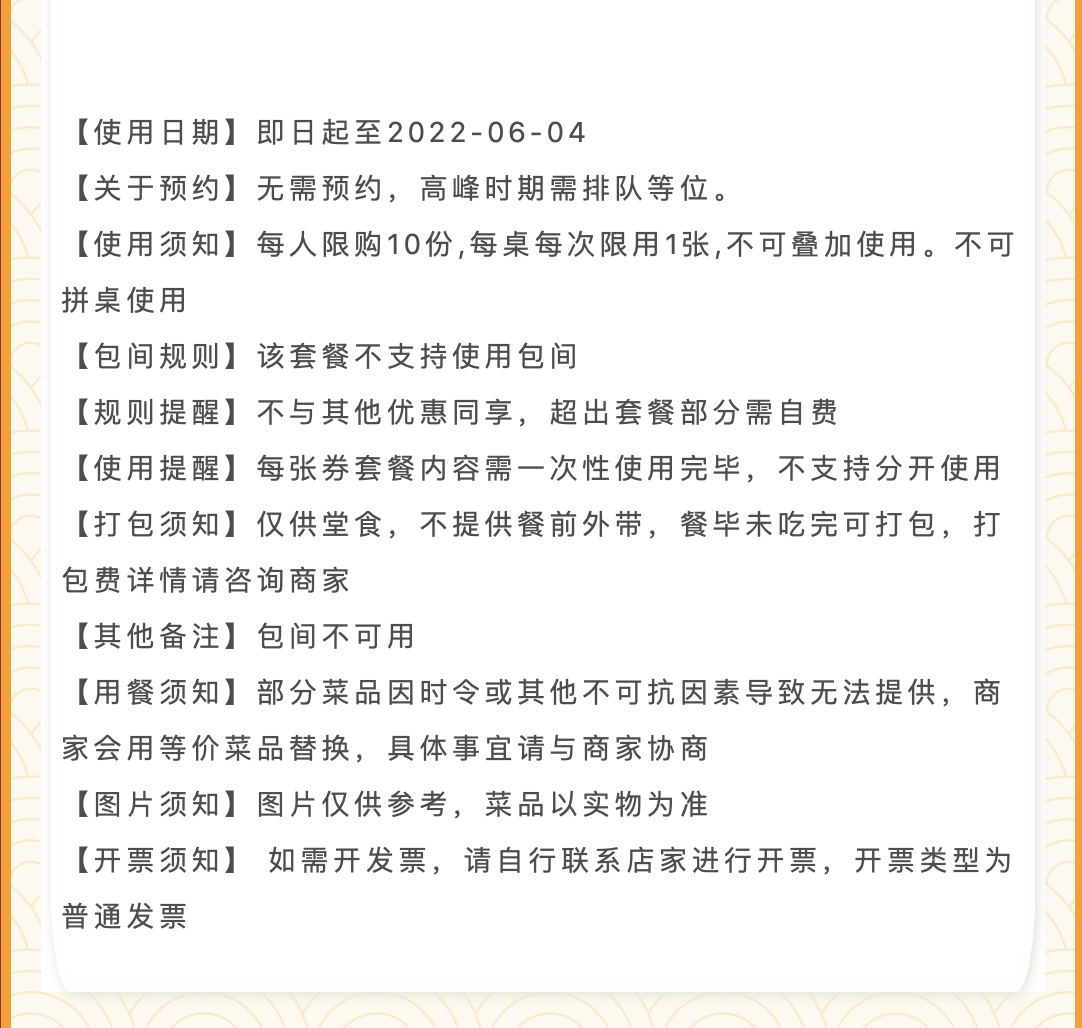 【使用日期】即日起至2022-06-04
【关于预约】无需预约，高峰时期需排队等位。
【使用须知】每人限购10份,每桌每次限用1张,不可叠加使用。不可
拼桌使用
【包间规则】该套餐不支持使用包间
【规则提醒】不与其他优惠同享，超出套餐部分需自费
【使用提醒】每张券套餐内容需一次性使用完毕，不支持分开使用
【打包须知】仅供堂食，不提供餐前外带，餐毕未吃完可打包，打
包费详情请咨询商家
【其他备注】包间不可用
【用餐须知】部分菜品因时令或其他不可抗因素导致无法提供，商
家会用等价菜品替换，具体事宜请与商家协商
【图片须知】图片仅供参考，菜品以实物为准
【开票须知】 如需开发票，请自行联系店家进行开票，开票类型为
普通发票